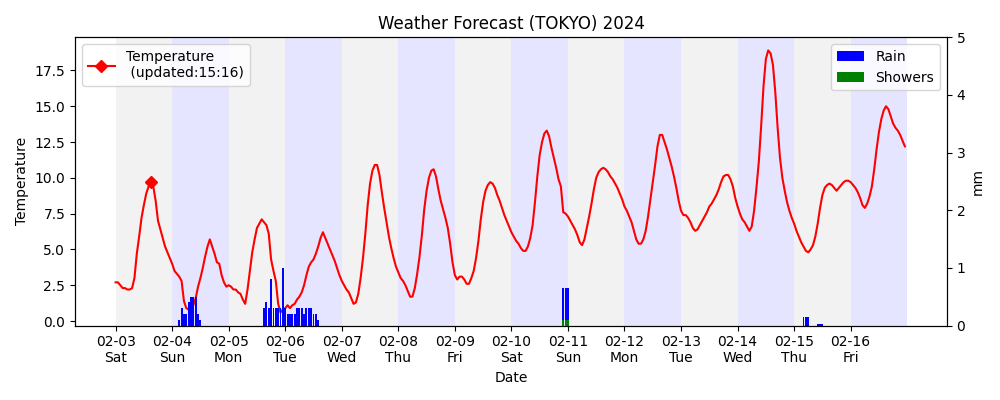 Weather Forecast (TOKYO) 2024
Temperature
(updated:15:16)
Rain
Showers
Temperature
17.5
15.0
12.5
10.0
7.5
5.0
2.5
0.0
5
4
3
2
1
0
mm
02-03 02-04 02-05 02-06 02-07 02-08 02-09 02-10 02-11 02-12 02-13 02-14 02-15 02-16
Sat Sun Mon Tue Wed Thu Fri Sat Sun Mon Tue Wed Thu Fri
Date